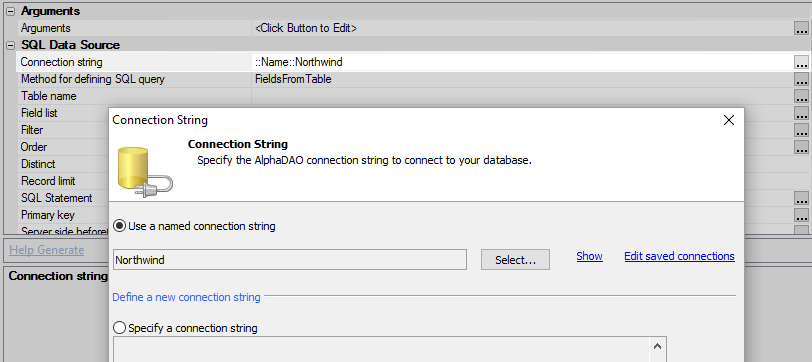 Arguments
Arguments <Click Button to Edit> ...
SQL Data Source
Connection string ::Name::Northwind ...
Method for defining SQL query FieldsFromTable ...
Table name ...
Field list ...
Filter ...
Order ...
Distinct
Record limit
SQL Statement ...
Primary key ...
Server side before
Help Generate
Connection string
Connection String
Connection String
Specify the AlphaDAO connection string to connect to your database.
Use a named connection string
Northwind Select... Show Edit saved connections
Define a new connection string
Specify a connection string